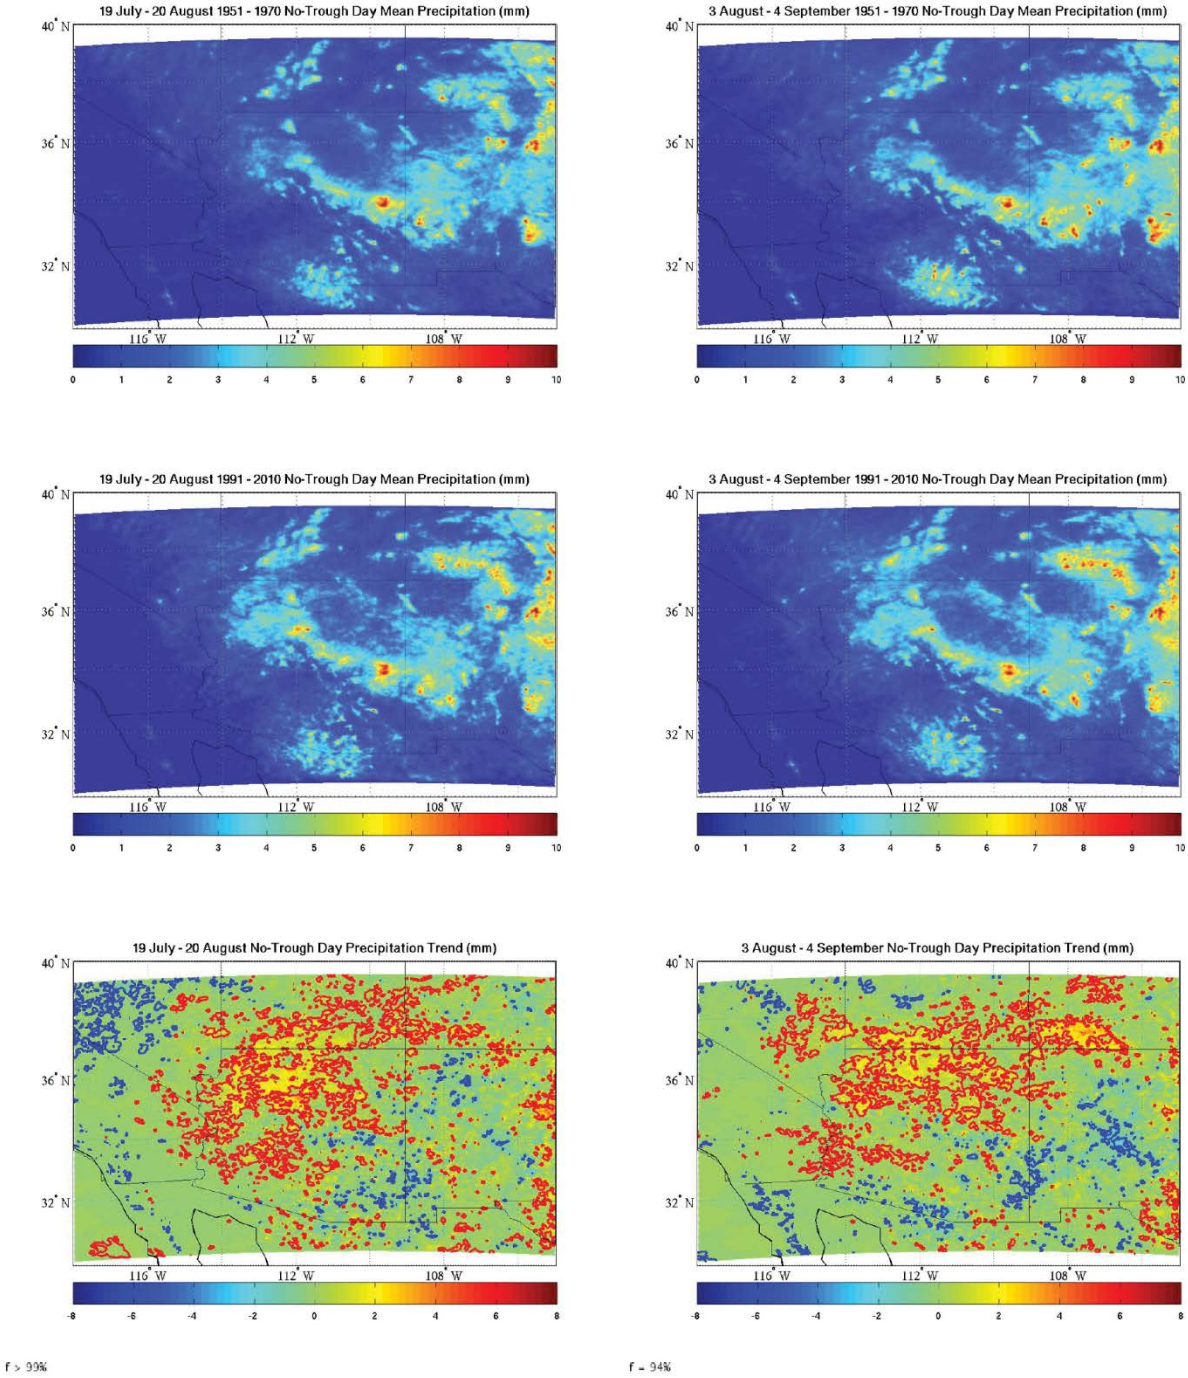 19 July - 20 August 1951 - 1970 No-Trough Day Mean Precipitation (mm)
40° N
36° N
32° N
116° W 112° W 108° W
0 1 2 3 4 5 6 7 8 9 10
3 August - 4 September 1951 - 1970 No-Trough Day Mean Precipitation (mm)
40° N
36° N
32° N
116° W 112° W 108° W
0 1 2 3 4 5 6 7 8 9 10
19 July - 20 August 1991 - 2010 No-Trough Day Mean Precipitation (mm)
40° N
36° N
32° N
116° W 112° W 108° W
0 1 2 3 4 5 6 7 8 9 10
3 August - 4 September 1991 - 2010 No-Trough Day Mean Precipitation (mm)
40° N
36° N
32° N
116° W 112° W 108° W
0 1 2 3 4 5 6 7 8 9 10
19 July - 20 August No-Trough Day Precipitation Trend (mm)
40° N
36° N
32° N
116° W 112° W 108° W
-8 -6 -4 -2 0 2 4 6 8
3 August - 4 September No-Trough Day Precipitation Trend (mm)
40° N
36° N
32° N
116° W 112° W 108° W
-8 -6 -4 -2 0 2 4 6 8
f > 99%
f = 94%